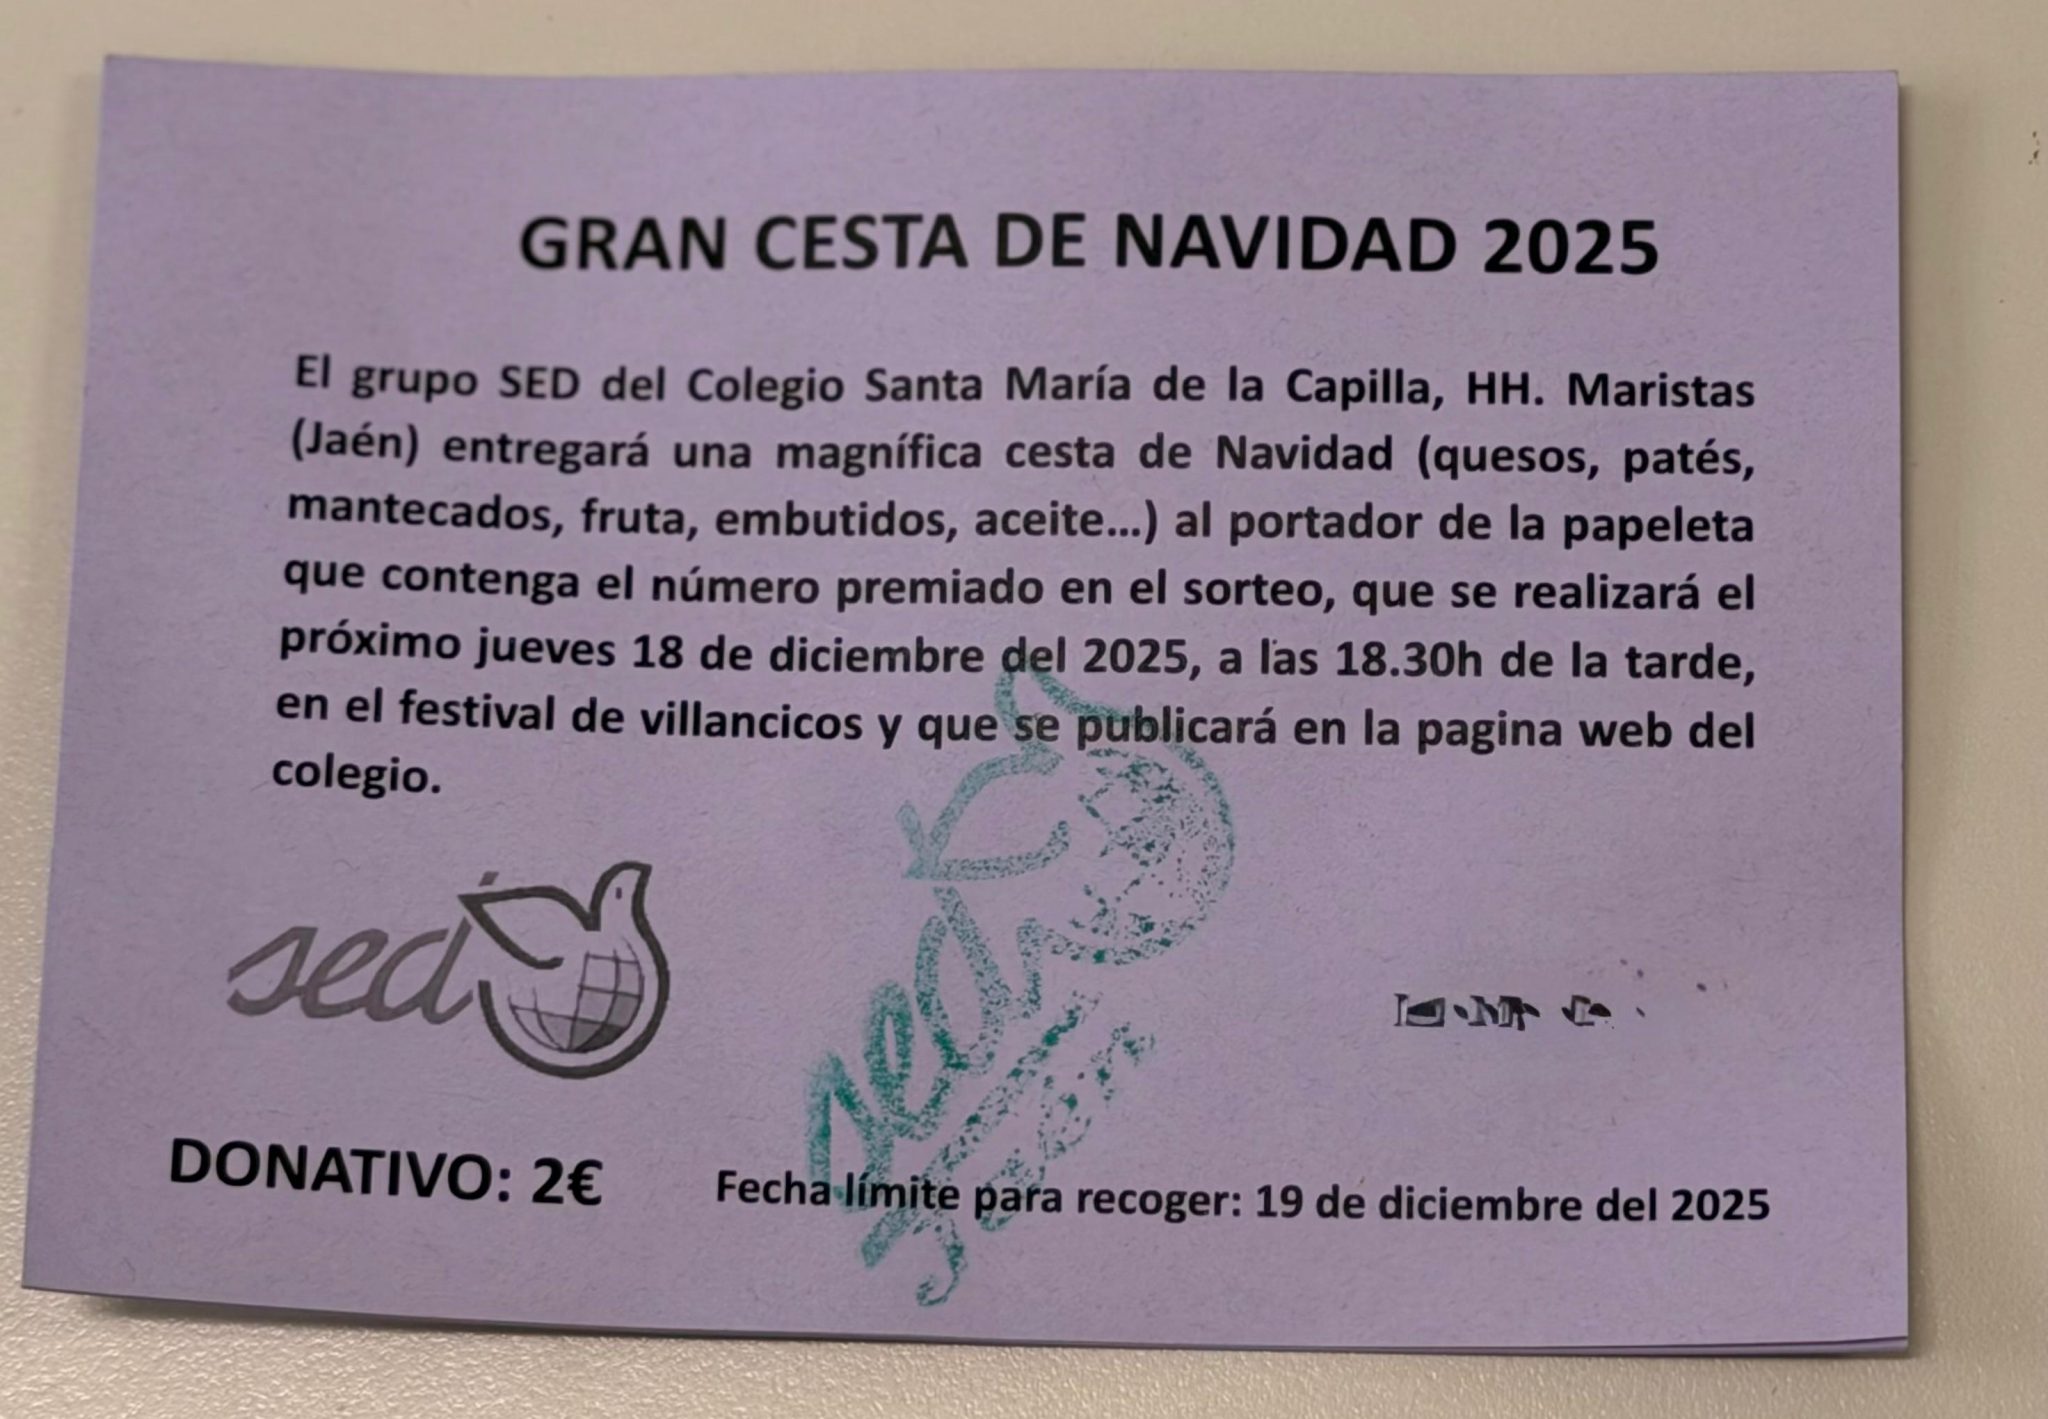 GRAN CESTA DE NAVIDAD 2025
El grupo SED del Colegio Santa María de la Capilla, HH. Maristas
(Jaén) entregará una magnífica cesta de Navidad (quesos, patés,
mantecados, fruta, embutidos, aceite...) al portador de la papeleta
que contenga el número premiado en el sorteo, que se realizará el
próximo jueves 18 de diciembre del 2025, a las 18.30h de la tarde,
en el festival de villancicos y que se publicará en la pagina web del
colegio.
sed
sed
DONATIVO: 2€
Fecha límite para recoger: 19 de diciembre del 2025